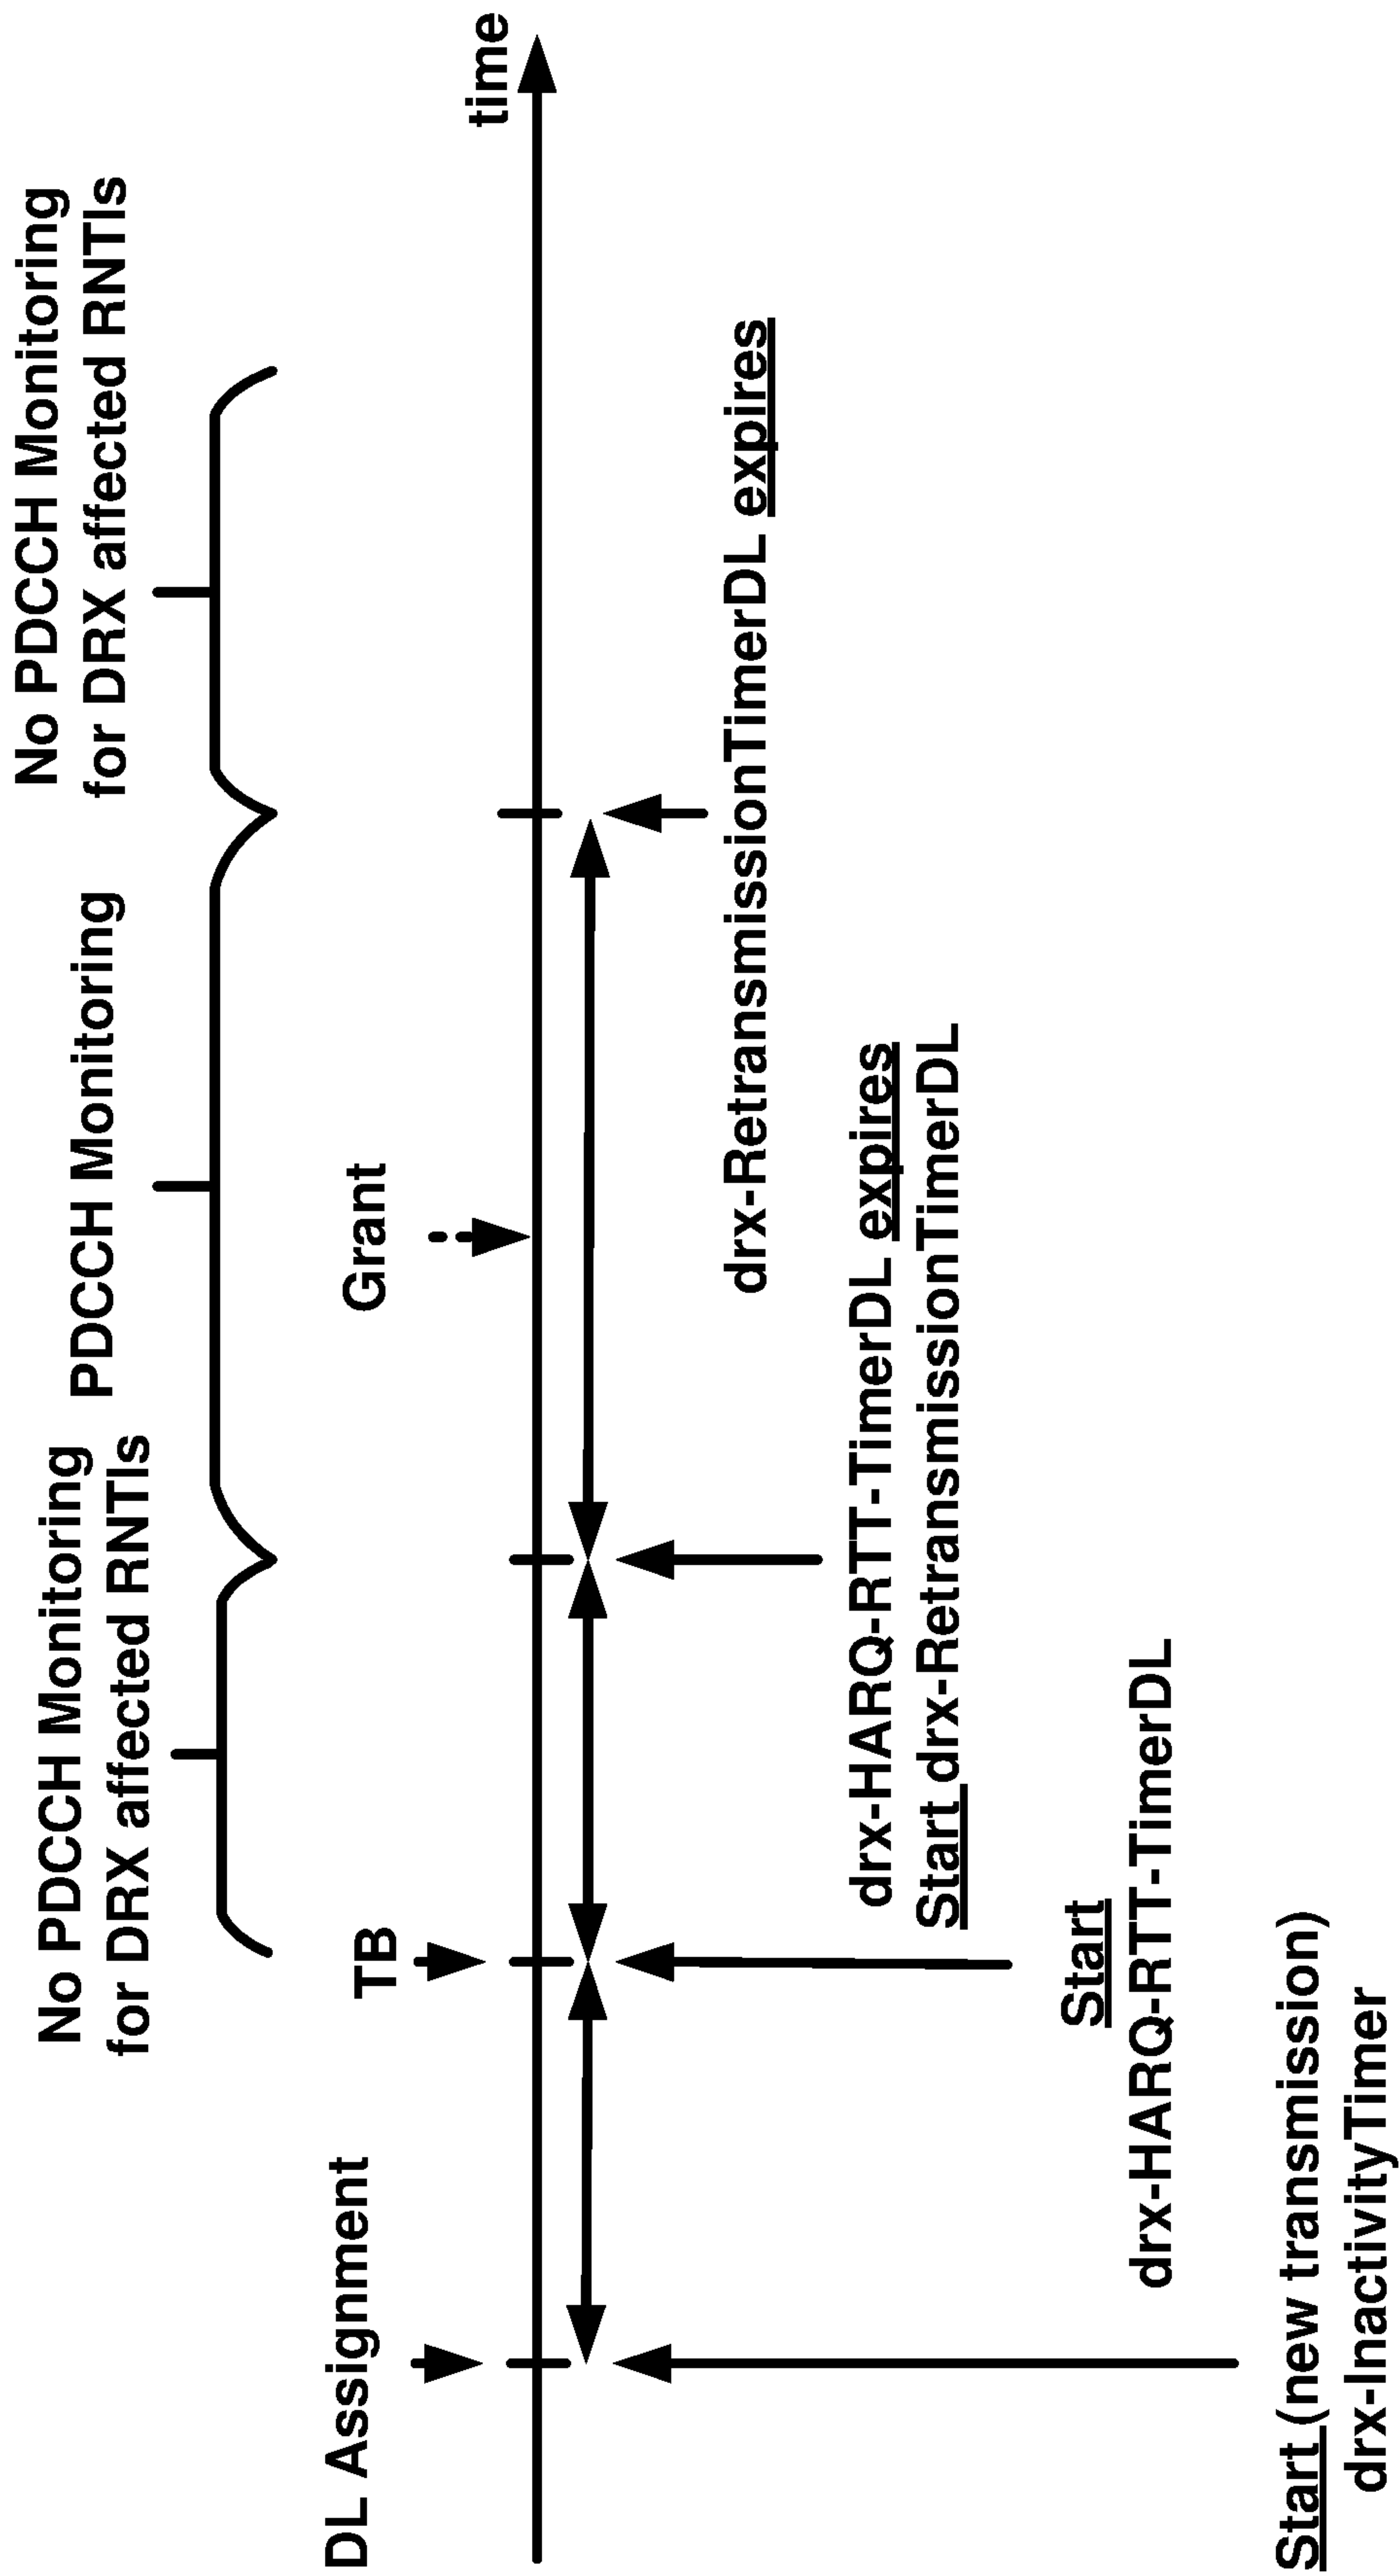 No PDCCH Monitoring
for DRX affected RNTIs
PDCCH Monitoring
No PDCCH Monitoring
for DRX affected RNTIs
DL Assignment
TB
Grant
time
drx-RetransmissionTimerDL expires
drx-HARQ-RTT-TimerDL expires
Start drx-RetransmissionTimerDL
Start
drx-HARQ-RTT-TimerDL
Start (new transmission)
drx-InactivityTimer